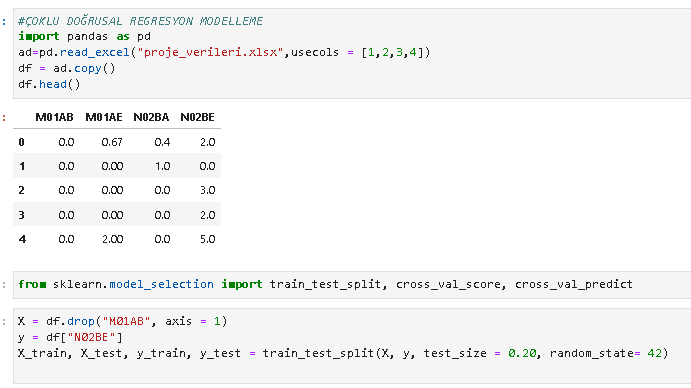 #ÇOKLU DOĞRUSAL REGRESYON MODELLEME
import pandas as pd
ad=pd.read_excel("proje_verileri.xlsx",usecols = [1,2,3,4])
df = ad.copy()
df.head()
M01AB M01AE N02BA N02BE
0 0.0 0.67 0.4 2.0
1 0.0 0.00 1.0 0.0
2 0.0 0.00 0.0 3.0
3 0.0 0.00 0.0 2.0
4 0.0 2.00 0.0 5.0
from sklearn.model_selection import train_test_split, cross_val_score, cross_val_predict
X = df.drop("M01AB", axis = 1)
y = df["N02BE"]
X_train, X_test, y_train, y_test = train_test_split(X, y, test_size = 0.20, random_state= 42)